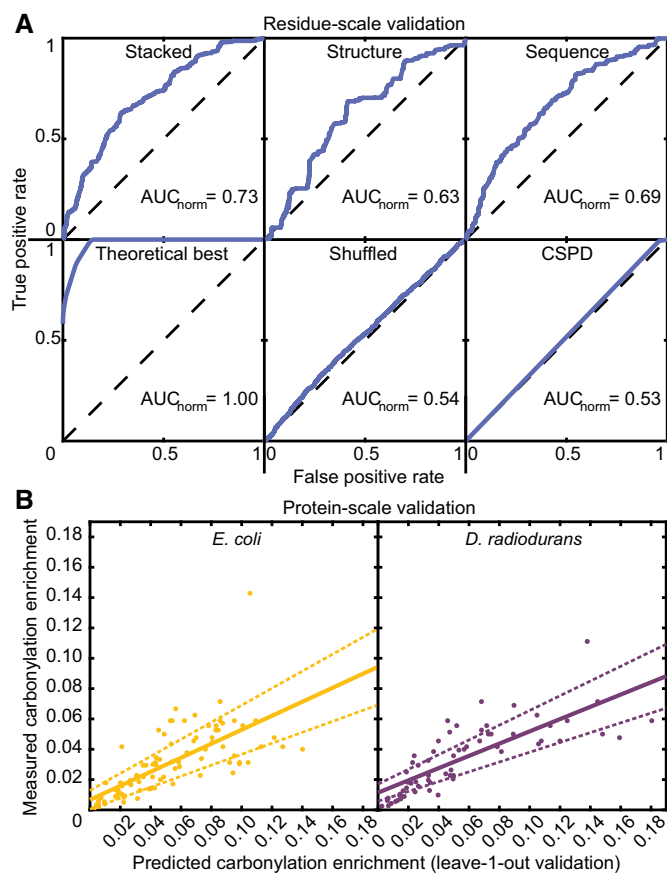 A
Residue-scale validation
Stacked
Structure
Sequence
AUCnorm= 0.73
AUCnorm= 0.63
AUCnorm= 0.69
Theoretical best
Shuffled
CSPD
AUCnorm= 1.00
AUCnorm= 0.54
AUCnorm= 0.53
True positive rate
1
0.5
0
1
0.5
0
0.5
1
0
0.5
1
0
0.5
1
False positive rate
B
Protein-scale validation
E. coli
D. radiodurans
Measured carbonylation enrichment
0.18
0.16
0.14
0.12
0.10
0.08
0.06
0.04
0.02
0
0.02
0.04
0.06
0.08
0.10
0.12
0.14
0.16
0.18
0.02
0.04
0.06
0.08
0.10
0.12
0.14
0.16
0.18
Predicted carbonylation enrichment (leave-1-out validation)